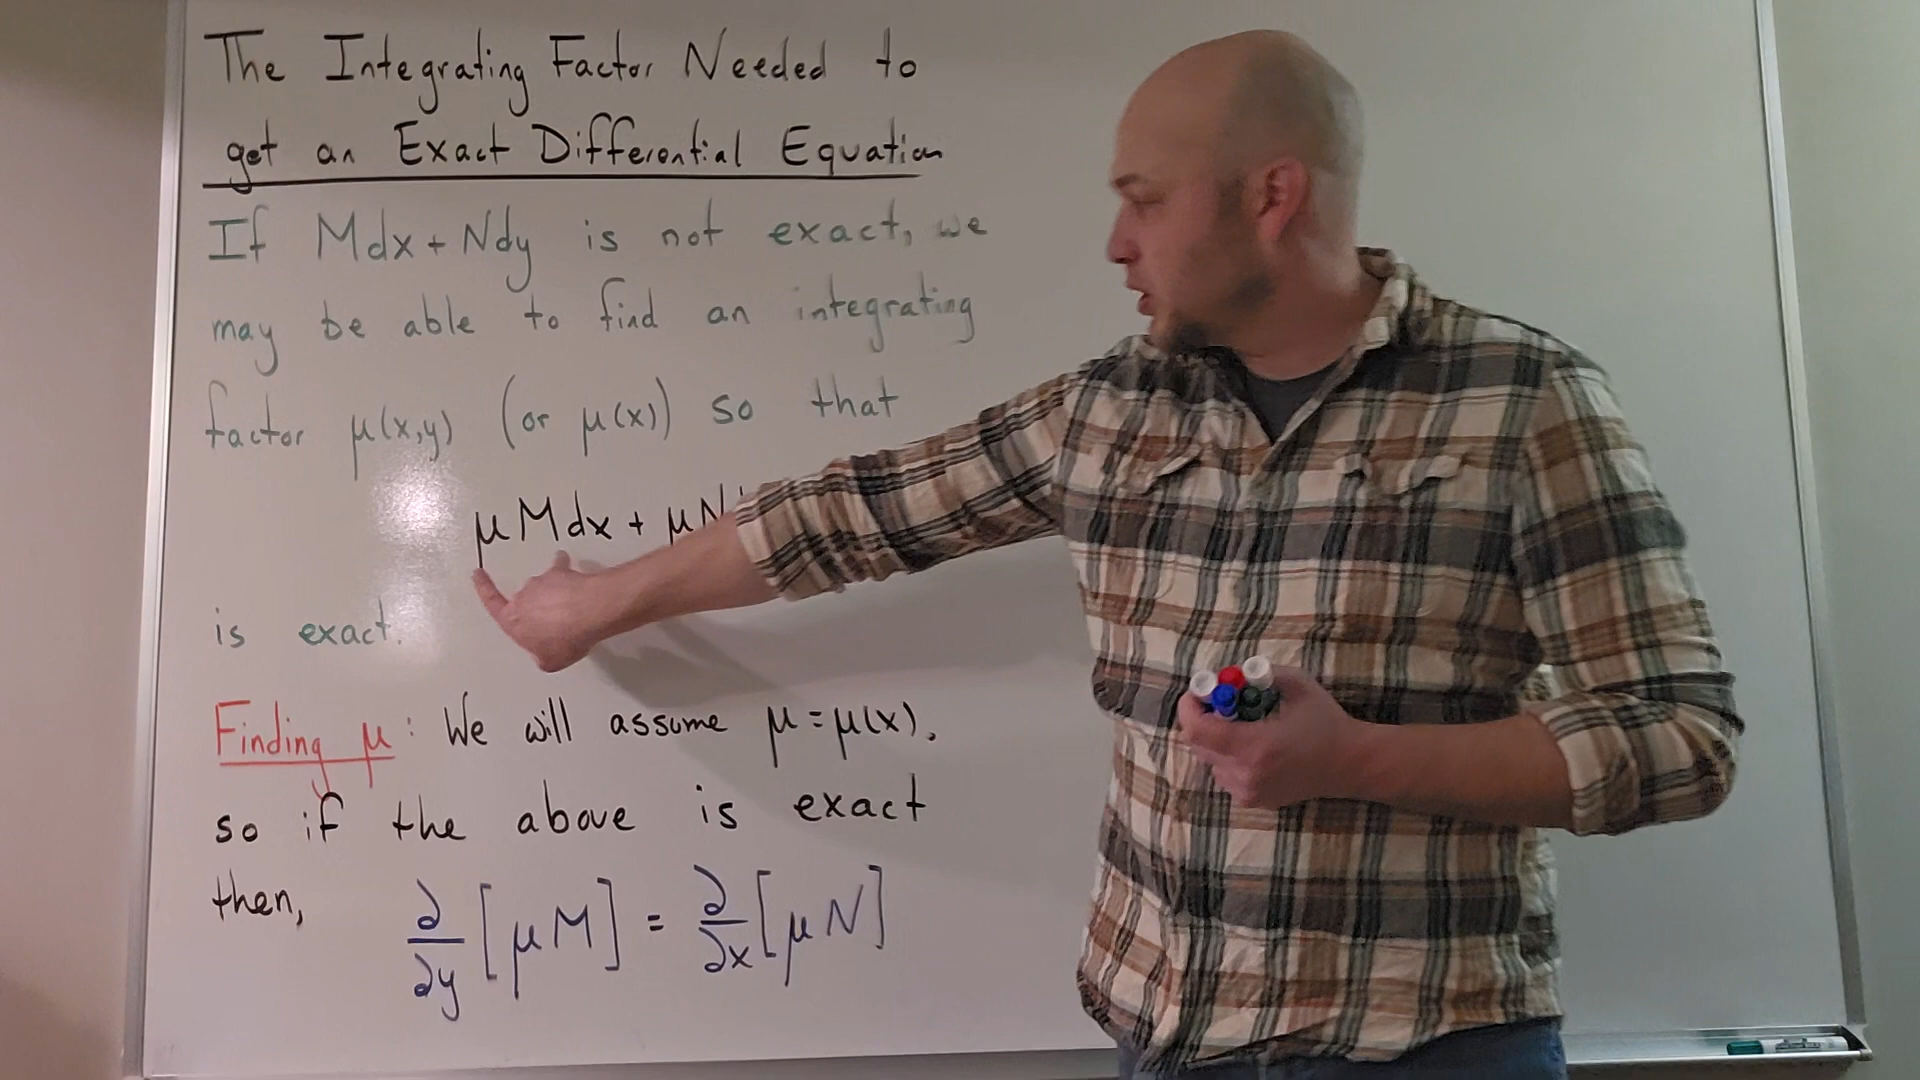 The Integrating Factor Needed to
get an Exact Differential Equation
If Mdx + Ndy is not exact, we
may be able to find an integrating
factor μ(x,y) (or μ(x)) so that
μMdx + μN
is exact.
Finding μ: We will assume μ=μ(x).
so if the above is exact
then, ∂/∂y [μM] = ∂/∂x [μN]